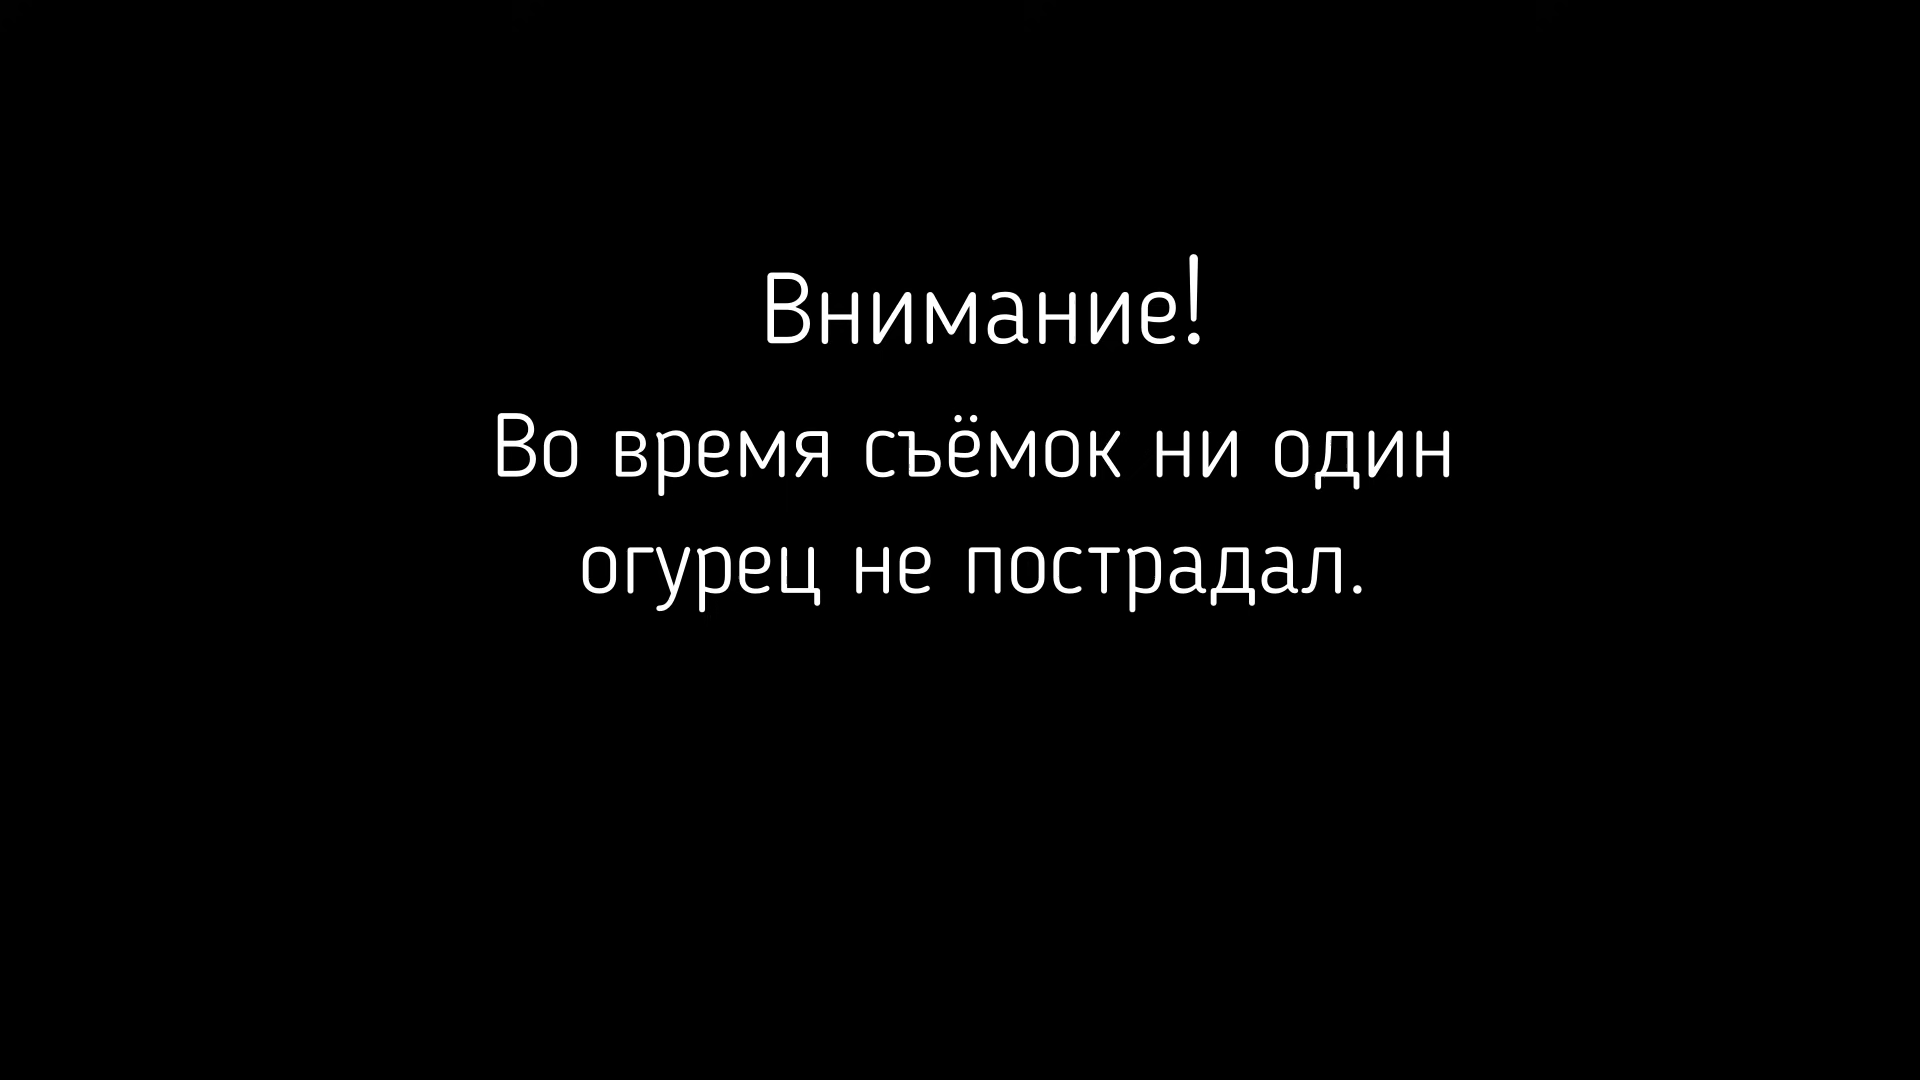 Внимание!
Во время съёмок ни один
огурец не пострадал.